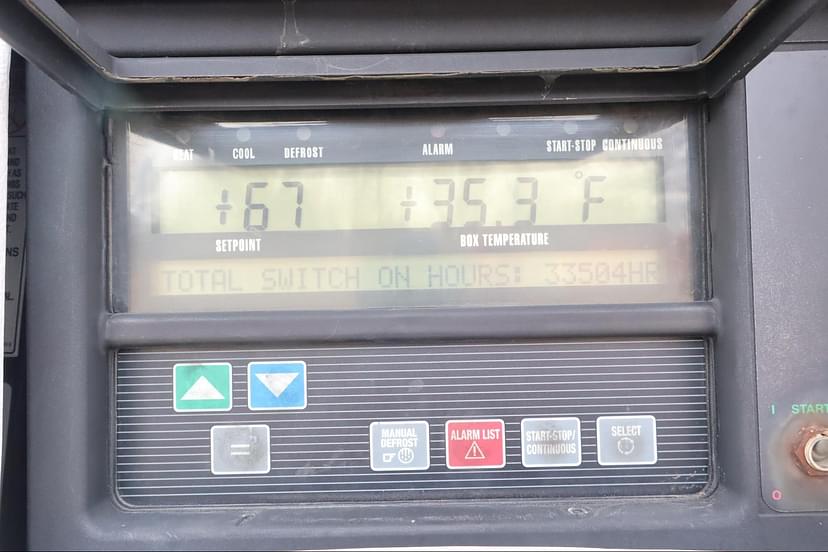 HEAT COOL DEFROST ALARM START-STOP CONTINUOUS
+67 +35.3 °F
SETPOINT BOX TEMPERATURE
TOTAL SWITCH ON HOURS: 33504HR
MANUAL
DEFROST
ALARM LIST
START-STOP/
CONTINUOUS
SELECT
=
I START
O